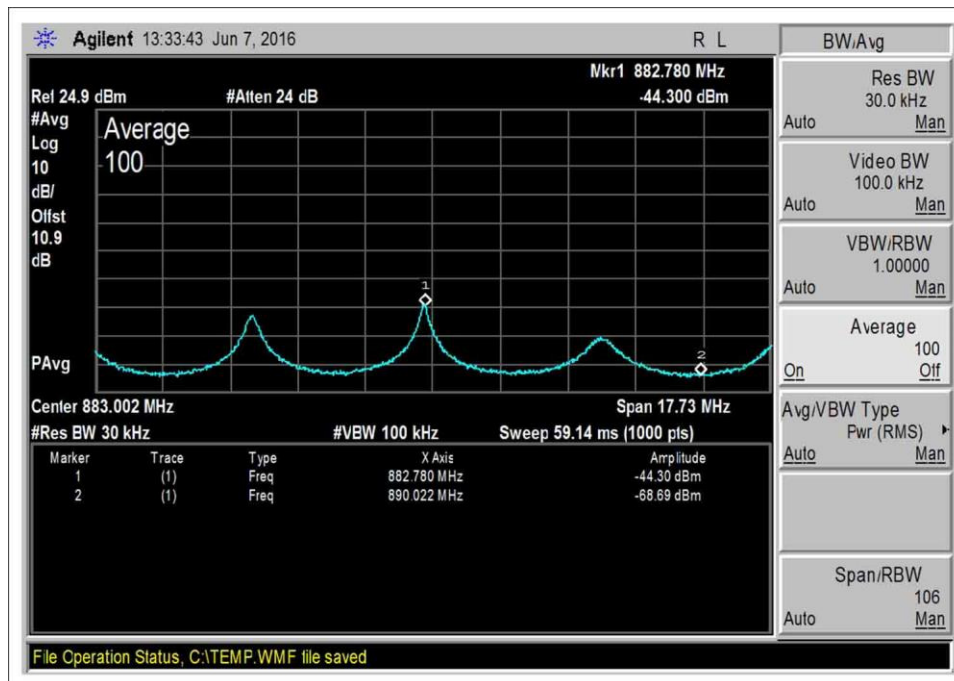 Agilent 13:33:43 Jun 7, 2016 R L
BW/Avg
Mkr1 882.780 MHz
Ref 24.9 dBm #Atten 24 dB -44.300 dBm
#Avg
Log
10
dB/
Offst
10.9
dB
PAvg
Average
100
1
2
Center 883.002 MHz Span 17.73 MHz
#Res BW 30 kHz #VBW 100 kHz Sweep 59.14 ms (1000 pts)
Marker Trace Type X Axis Amplitude
1 (1) Freq 882.780 MHz -44.30 dBm
2 (1) Freq 890.022 MHz -68.69 dBm
Res BW
30.0 kHz
Auto Man
Video BW
100.0 kHz
Auto Man
VBW/RBW
1.00000
Auto Man
Average
100
On Off
Avg/VBW Type
Pwr (RMS)
Auto Man
Span/RBW
106
Auto Man
File Operation Status, C:\TEMP.WMF file saved